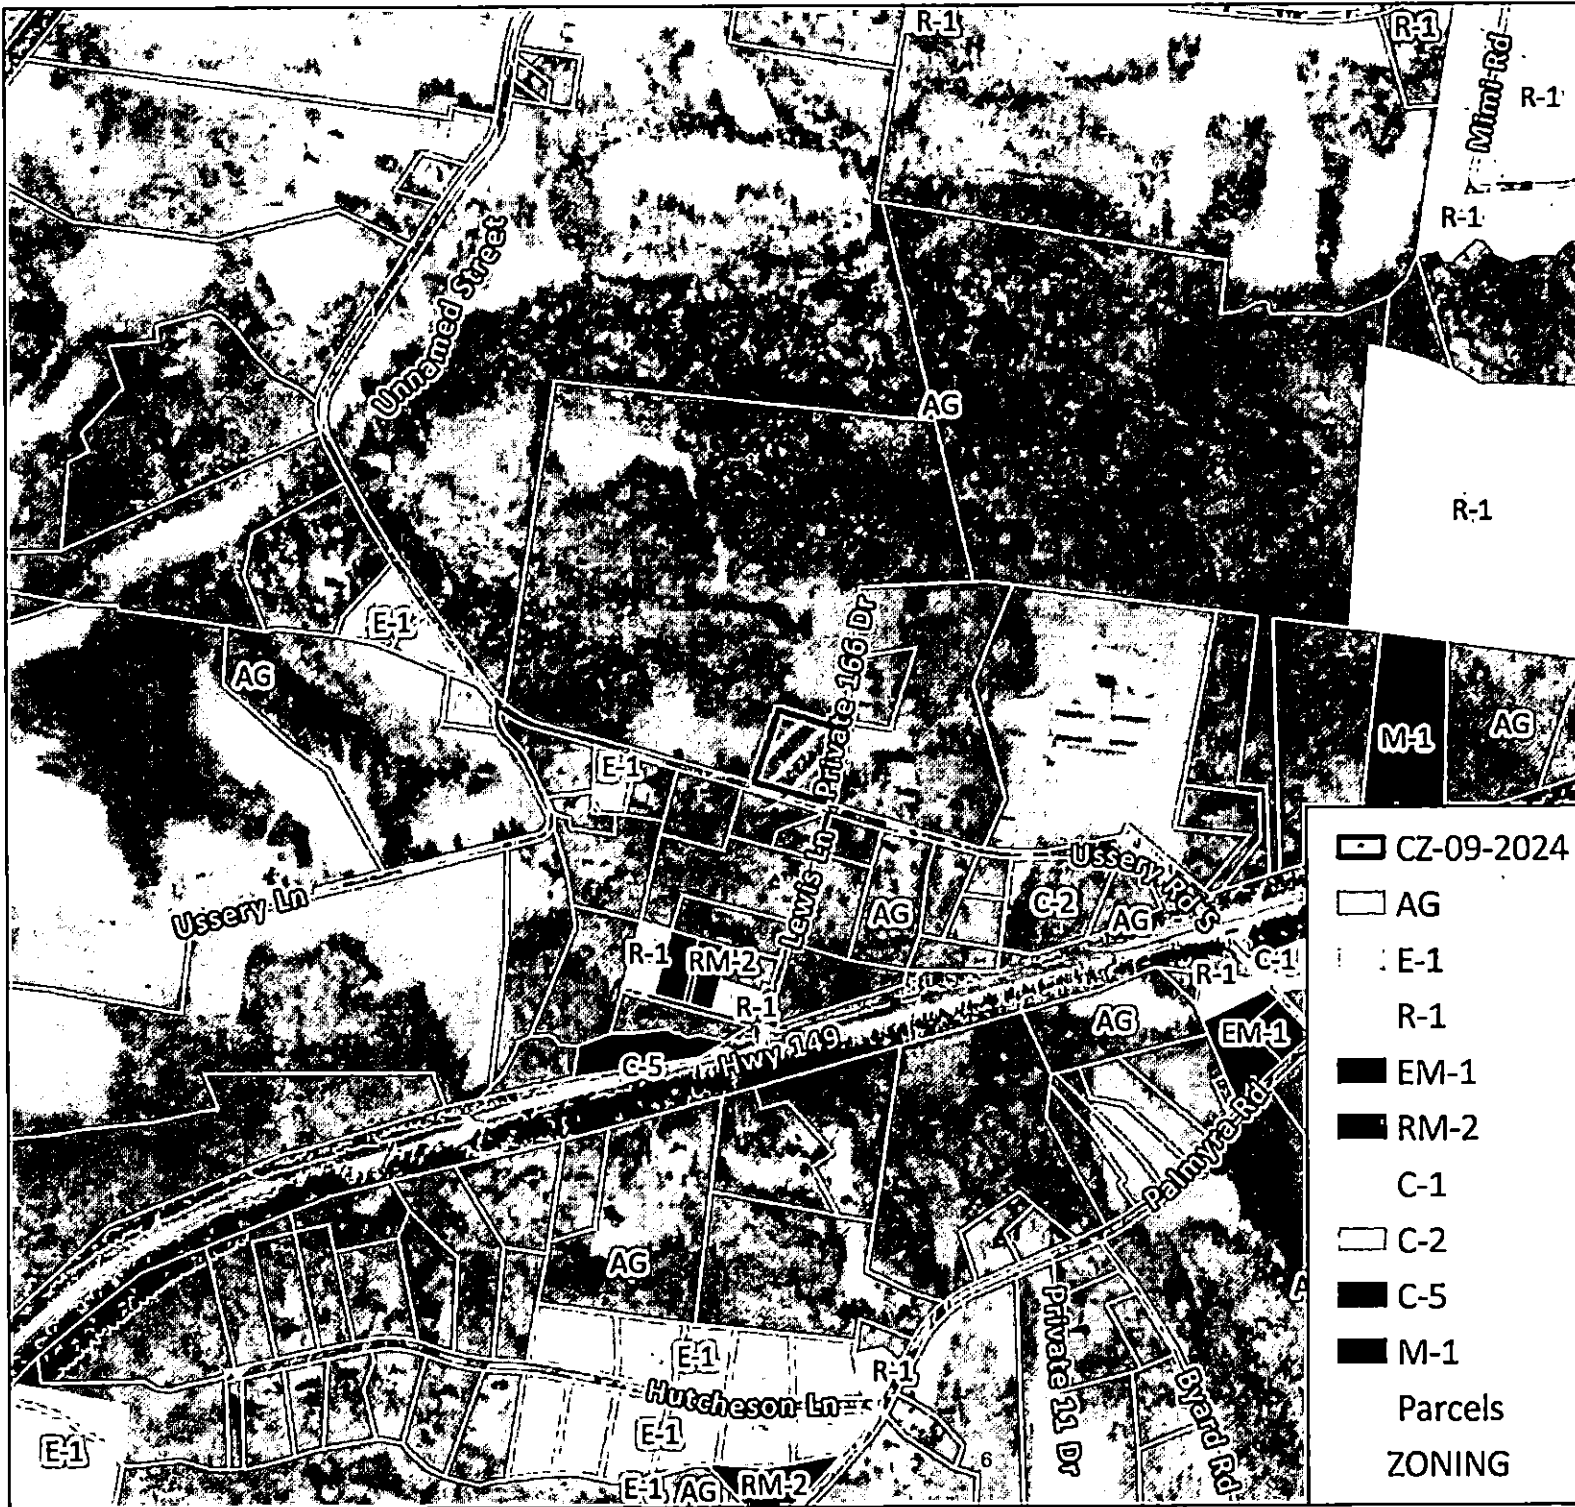 R-1
R-1
Mimi Rd
R-1
R-1
Unnamed Street
AG
R-1
E-1
Private 166 Dr
AG
M-1
AG
E-1
Lewis Ln
Ussery Rd S
Ussery Ln
C-2
AG
AG
R-1
RM-2
R-1
C-1
R-1
AG
EM-1
C-5
Hwy 149
Palmyra Rd
AG
Private 11 Dr
E-1
R-1
Hutcheson Ln
Byard Rd
E-1
E-1
6
E-1
AG
RM-2
CZ-09-2024
AG
E-1
R-1
EM-1
RM-2
C-1
C-2
C-5
M-1
Parcels
ZONING